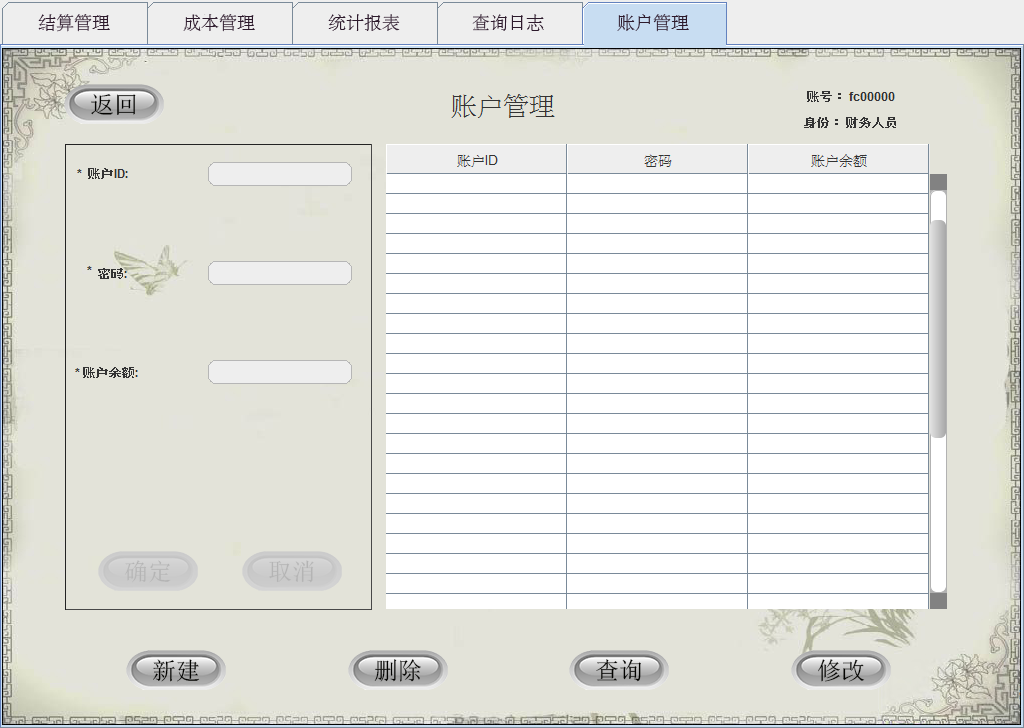 结算管理 成本管理 统计报表 查询日志 账户管理
返回
账户管理
账号：fc00000
身份：财务人员
* 账户ID:
* 密码:
*账户余额:
确定 取消
账户ID 密码 账户余额
新建 删除 查询 修改